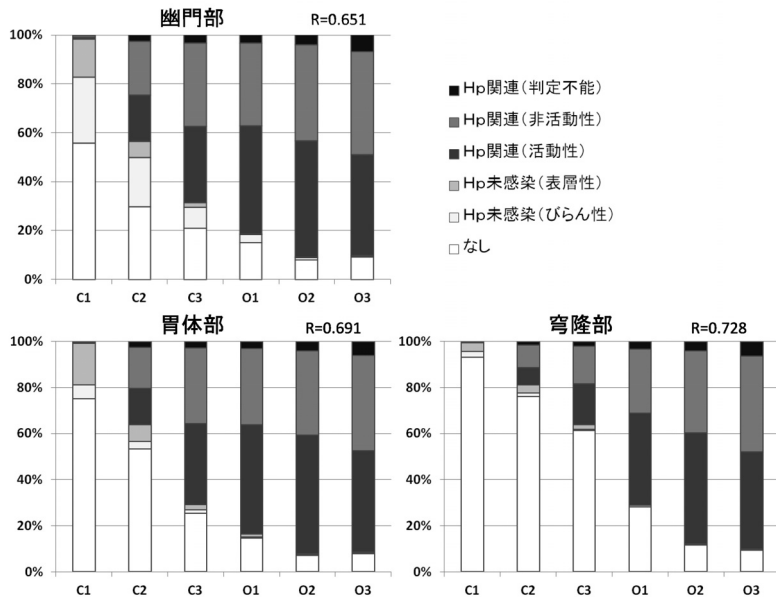 幽門部 R=0.651
100%
80%
60%
40%
20%
0%
C1 C2 C3 O1 O2 O3
Hp関連(判定不能)
Hp関連(非活動性)
Hp関連(活動性)
Hp未感染(表層性)
Hp未感染(びらん性)
なし
胃体部 R=0.691
100%
80%
60%
40%
20%
0%
C1 C2 C3 O1 O2 O3
穹隆部 R=0.728
100%
80%
60%
40%
20%
0%
C1 C2 C3 O1 O2 O3